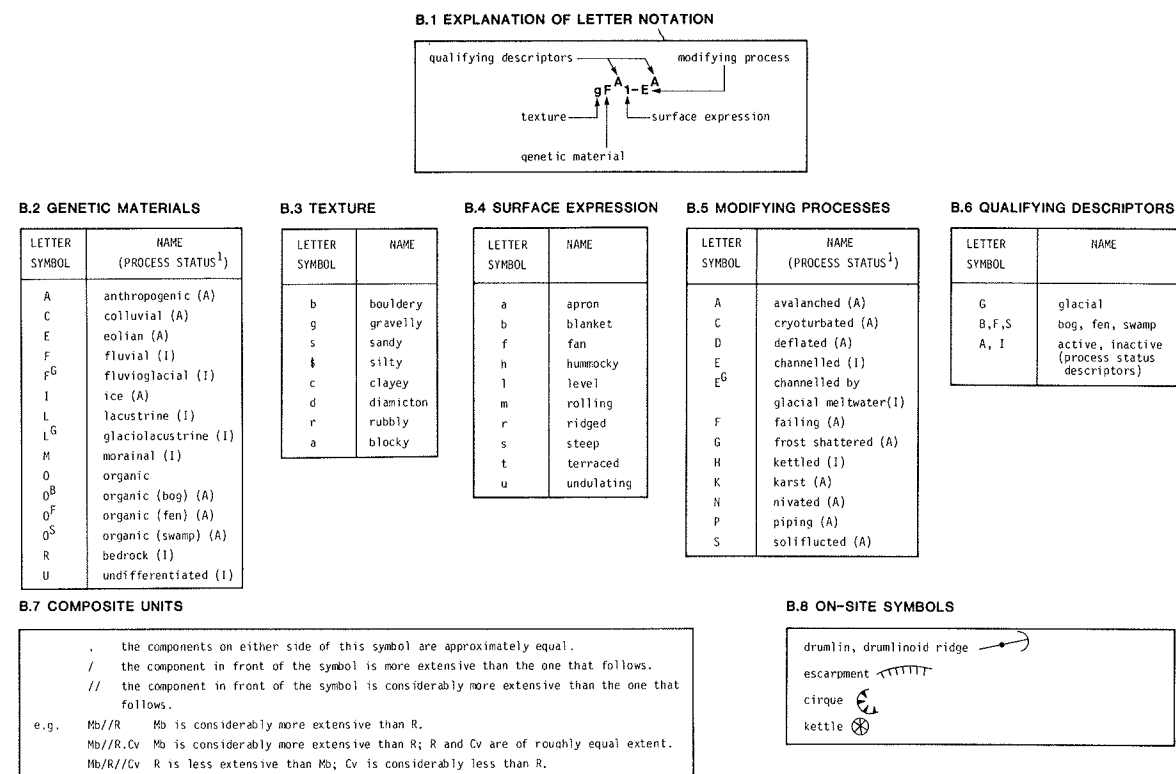 B.1 EXPLANATION OF LETTER NOTATION
qualifying descriptors
modifying process
gF^A l-E^A
texture
surface expression
genetic material
B.2 GENETIC MATERIALS
LETTER SYMBOL NAME (PROCESS STATUS¹)
A anthropogenic (A)
C colluvial (A)
E eolian (A)
F fluvial (I)
F^G fluvioglacial (I)
I ice (A)
L lacustrine (I)
L^G glaciolacustrine (I)
M morainal (I)
O organic
O^B organic (bog) (A)
O^F organic (fen) (A)
O^S organic (swamp) (A)
R bedrock (I)
U undifferentiated (I)
B.3 TEXTURE
LETTER SYMBOL NAME
b bouldery
g gravelly
s sandy
$ silty
c clayey
d diamicton
r rubbly
a blocky
B.4 SURFACE EXPRESSION
LETTER SYMBOL NAME
a apron
b blanket
f fan
h hummocky
l level
m rolling
r ridged
s steep
t terraced
u undulating
B.5 MODIFYING PROCESSES
LETTER SYMBOL NAME (PROCESS STATUS¹)
A avalanched (A)
C cryoturbated (A)
D deflated (A)
E channelled (I)
E^G channelled by
glacial meltwater(I)
F failing (A)
G frost shattered (A)
H kettled (I)
K karst (A)
N nivated (A)
P piping (A)
S soliflucted (A)
B.6 QUALIFYING DESCRIPTORS
LETTER SYMBOL NAME
G glacial
B,F,S bog, fen, swamp
A, I active, inactive
(process status
descriptors)
B.7 COMPOSITE UNITS
. the components on either side of this symbol are approximately equal.
/ the component in front of the symbol is more extensive than the one that follows.
// the component in front of the symbol is considerably more extensive than the one that
follows.
e.g. Mb//R Mb is considerably more extensive than R.
Mb//R.Cv Mb is considerably more extensive than R; R and Cv are of roughly equal extent.
Mb/R//Cv R is less extensive than Mb; Cv is considerably less than R.
B.8 ON-SITE SYMBOLS
drumlin, drumlinoid ridge
escarpment
cirque
kettle